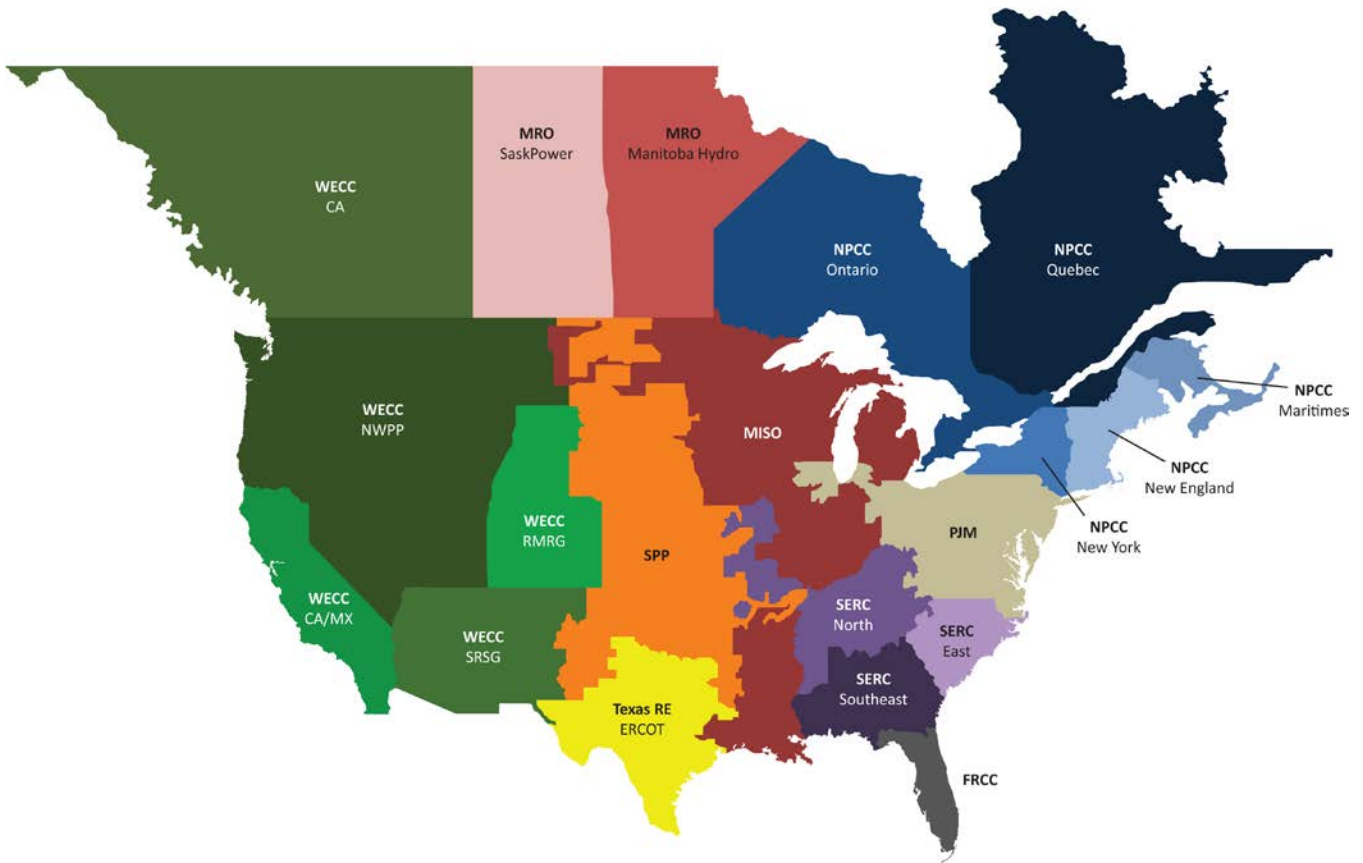 MRO
SaskPower
MRO
Manitoba Hydro
WECC
CA
NPCC
Ontario
NPCC
Quebec
NPCC
Maritimes
WECC
NWPP
MISO
NPCC
New England
WECC
RMRG
SPP
PJM
NPCC
New York
WECC
CA/MX
WECC
SRSG
SERC
North
SERC
East
SERC
Southeast
Texas RE
ERCOT
FRCC